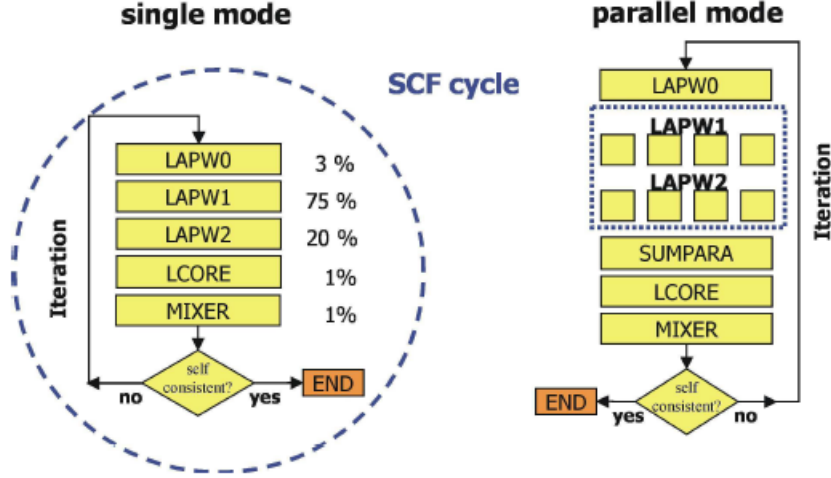 single mode
SCF cycle
Iteration
LAPW0 3 %
LAPW1 75 %
LAPW2 20 %
LCORE 1%
MIXER 1%
self
consistent?
no
yes
END
parallel mode
LAPW0
LAPW1
LAPW2
SUMPARA
LCORE
MIXER
Iteration
self
consistent?
END
yes
no